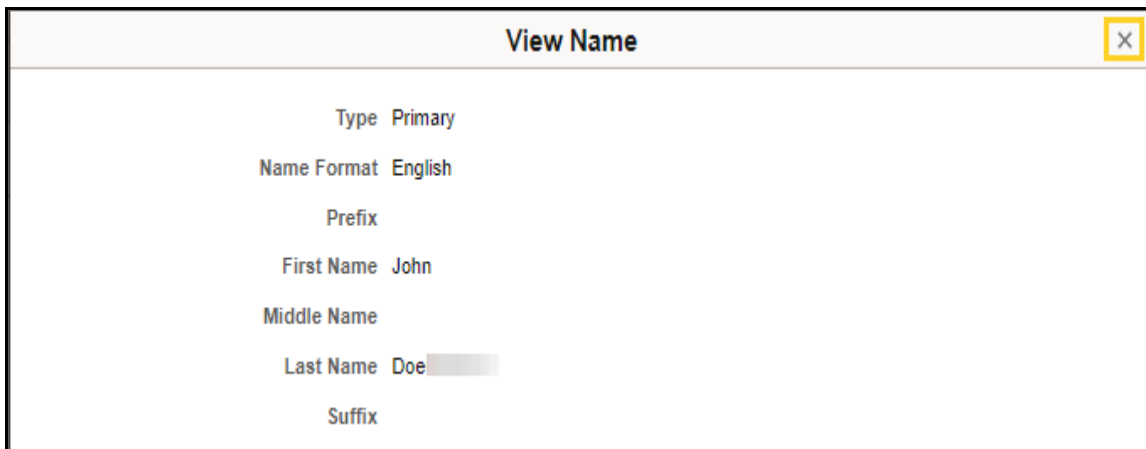 View Name
Type Primary
Name Format English
Prefix
First Name John
Middle Name
Last Name Doe
Suffix